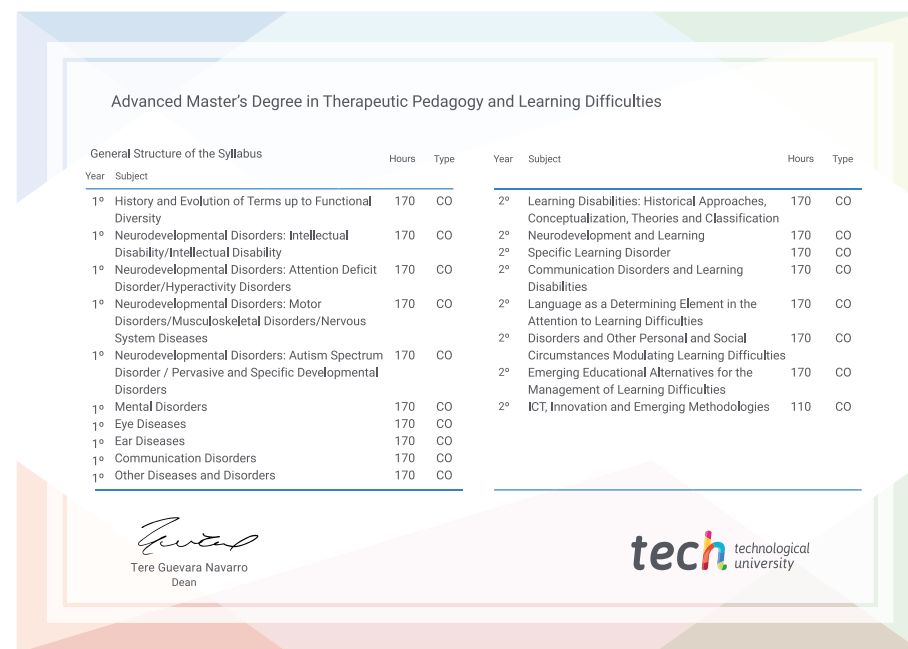 Advanced Master's Degree in Therapeutic Pedagogy and Learning Difficulties
General Structure of the Syllabus
Year Subject Hours Type
1º History and Evolution of Terms up to Functional 170 CO
Diversity
1º Neurodevelopmental Disorders: Intellectual 170 CO
Disability/Intellectual Disability
1º Neurodevelopmental Disorders: Attention Deficit 170 CO
Disorder/Hyperactivity Disorders
1º Neurodevelopmental Disorders: Motor 170 CO
Disorders/Musculoskeletal Disorders/Nervous
System Diseases
1º Neurodevelopmental Disorders: Autism Spectrum 170 CO
Disorder / Pervasive and Specific Developmental
Disorders
1º Mental Disorders 170 CO
1º Eye Diseases 170 CO
1º Ear Diseases 170 CO
1º Communication Disorders 170 CO
1º Other Diseases and Disorders 170 CO
Year Subject Hours Type
2º Learning Disabilities: Historical Approaches, 170 CO
Conceptualization, Theories and Classification
2º Neurodevelopment and Learning 170 CO
2º Specific Learning Disorder 170 CO
2º Communication Disorders and Learning 170 CO
Disabilities
2º Language as a Determining Element in the 170 CO
Attention to Learning Difficulties
2º Disorders and Other Personal and Social 170 CO
Circumstances Modulating Learning Difficulties
2º Emerging Educational Alternatives for the 170 CO
Management of Learning Difficulties
2º ICT, Innovation and Emerging Methodologies 110 CO
Tere Guevara Navarro
Dean
tech technological
university